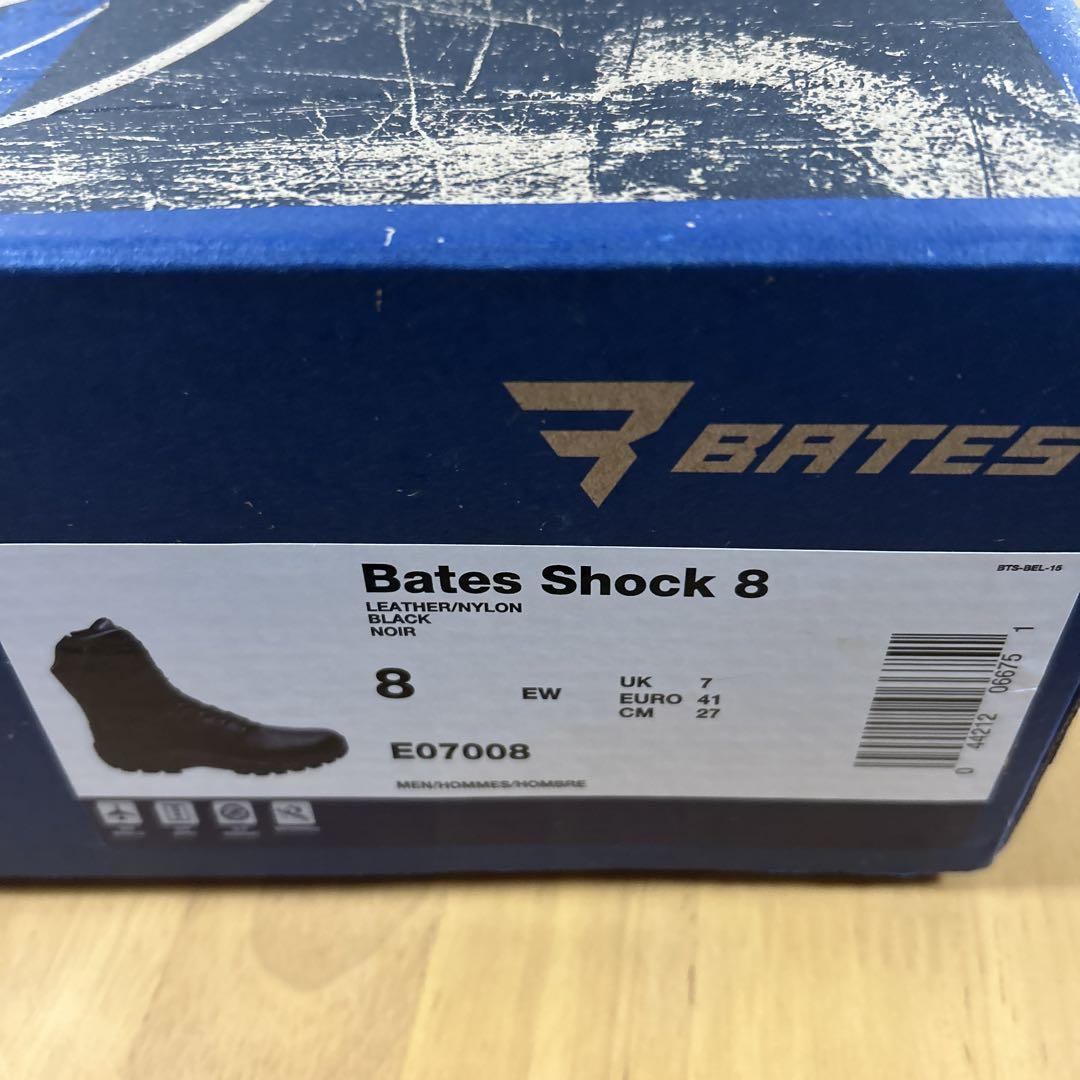 BATES
Bates Shock 8
BTS-BEL-15
LEATHER/NYLON
BLACK
NOIR
8 EW
UK 7
EURO 41
CM 27
E07008
MEN/HOMMES/HOMBRE
0 44212 06675 1